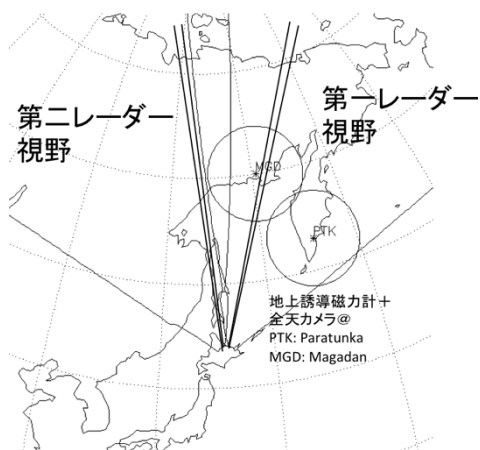 第二レーダー
視野
第一レーダー
視野
MGD
PTK
地上誘導磁力計＋
全天カメラ@
PTK: Paratunka
MGD: Magadan